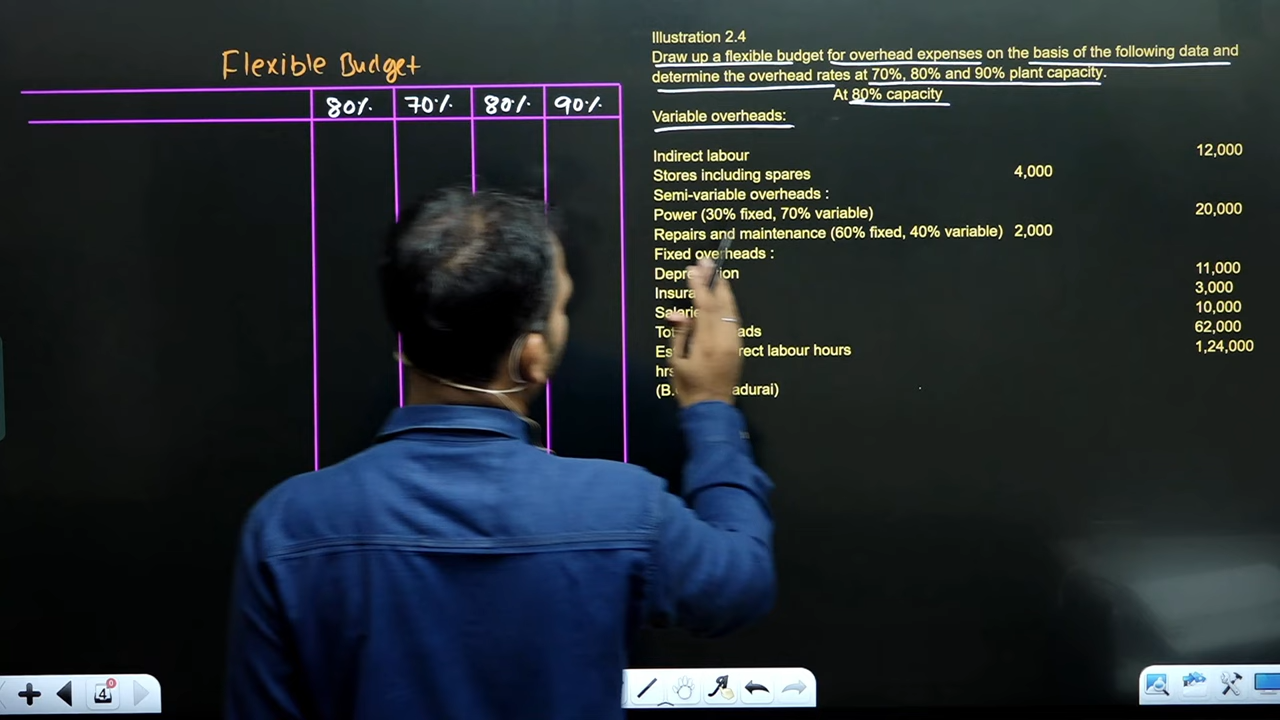 Flexible Budget
80% 70% 80% 90%
Illustration 2.4
Draw up a flexible budget for overhead expenses on the basis of the following data and
determine the overhead rates at 70%, 80% and 90% plant capacity.
At 80% capacity
Variable overheads:
Indirect labour 12,000
Stores including spares 4,000
Semi-variable overheads :
Power (30% fixed, 70% variable) 20,000
Repairs and maintenance (60% fixed, 40% variable) 2,000
Fixed overheads :
11,000
3,000
10,000
62,000
labour hours 1,24,000
4
0